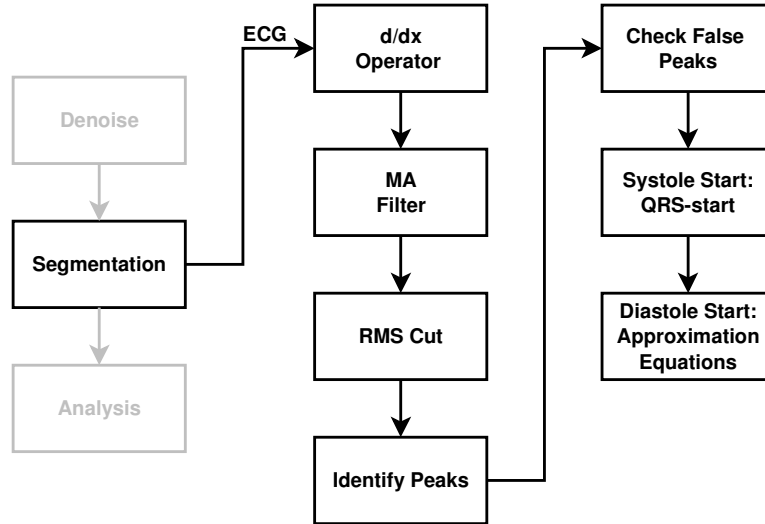 Denoise
Segmentation
Analysis
ECG
d/dx
Operator
MA
Filter
RMS Cut
Identify Peaks
Check False
Peaks
Systole Start:
QRS-start
Diastole Start:
Approximation
Equations